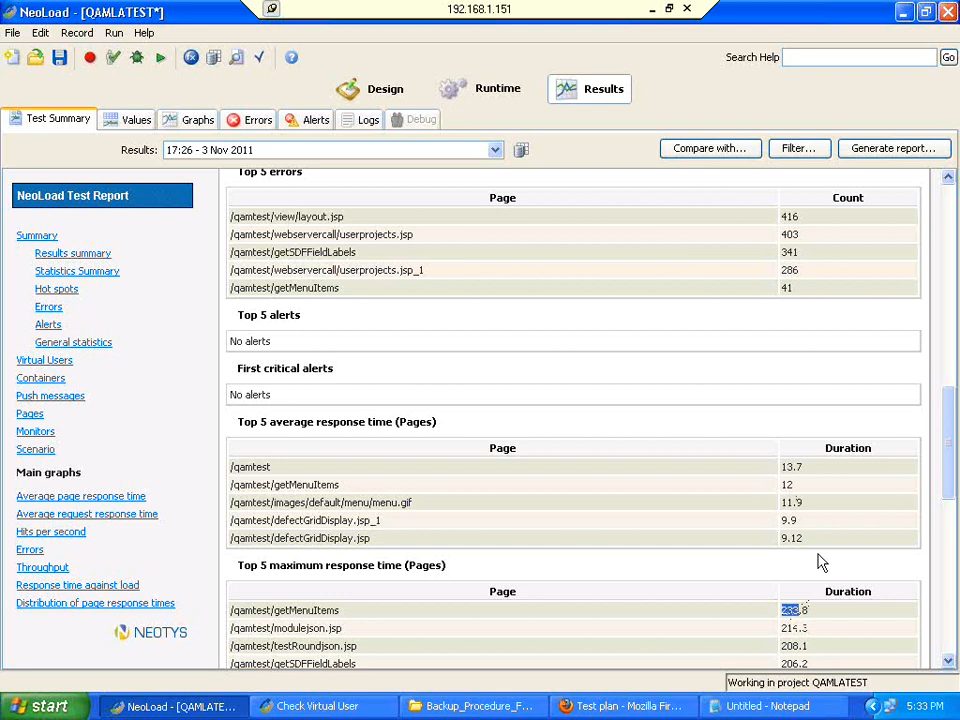 NeoLoad - [QAMLATEST*]
192.168.1.151
File Edit Record Run Help
Search Help Go
Design Runtime Results
Test Summary Values Graphs Errors Alerts Logs Debug
Results: 17:26 - 3 Nov 2011 Compare with... Filter... Generate report...
NeoLoad Test Report
Summary
Results summary
Statistics Summary
Hot spots
Errors
Alerts
General statistics
Virtual Users
Containers
Push messages
Pages
Monitors
Scenario
Main graphs
Average page response time
Average request response time
Hits per second
Errors
Throughput
Response time against load
Distribution of page response times
NEOTYS
Top 5 errors
Page Count
/qamtest/view/layout.jsp 416
/qamtest/webservercall/userprojects.jsp 403
/qamtest/getSDFFieldLabels 341
/qamtest/webservercall/userprojects.jsp_1 286
/qamtest/getMenuItems 41
Top 5 alerts
No alerts
First critical alerts
No alerts
Top 5 average response time (Pages)
Page Duration
/qamtest 13.7
/qamtest/getMenuItems 12
/qamtest/images/default/menu/menu.gif 11.9
/qamtest/defectGridDisplay.jsp_1 9.9
/qamtest/defectGridDisplay.jsp 9.12
Top 5 maximum response time (Pages)
Page Duration
/qamtest/getMenuItems 233.8
/qamtest/modulejson.jsp 214.3
/qamtest/testRoundjson.jsp 208.1
/qamtest/getSDFFieldLabels 206.2
Working in project QAMLATEST
start NeoLoad - [QAMLATE... Check Virtual User Backup_Procedure_F... Test plan - Mozilla Fir... Untitled - Notepad 5:33 PM